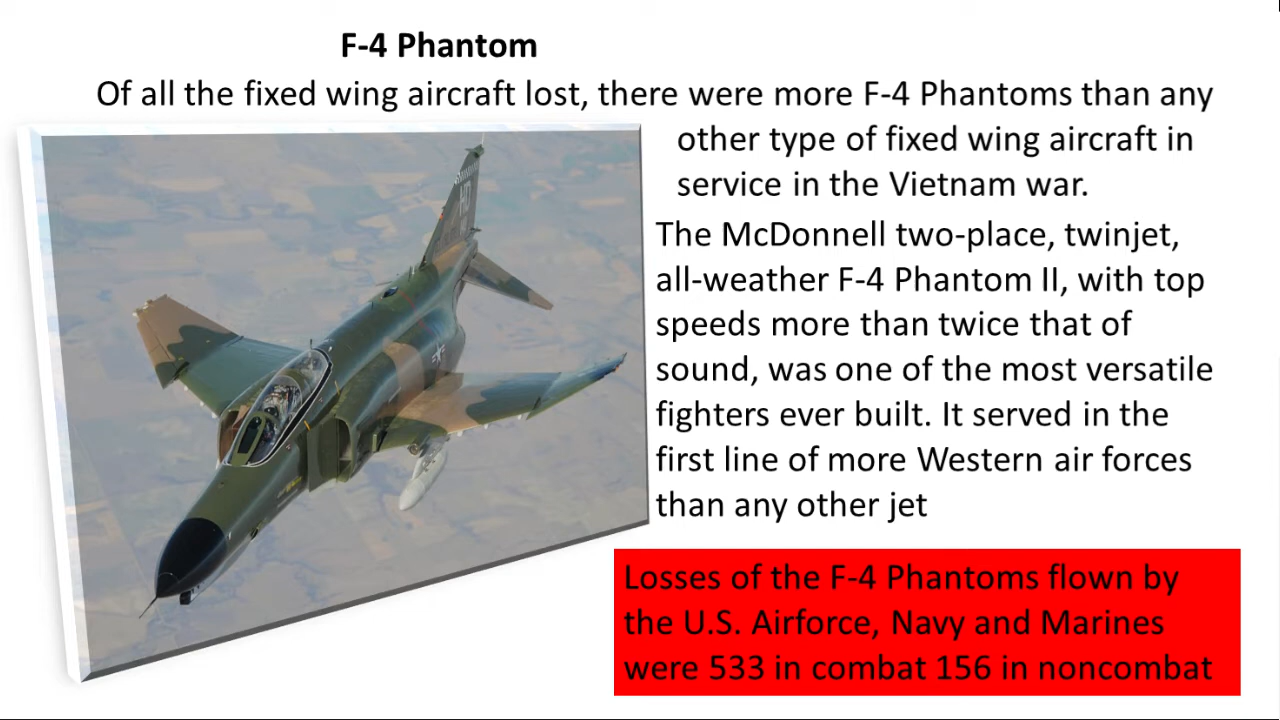 F-4 Phantom
Of all the fixed wing aircraft lost, there were more F-4 Phantoms than any
other type of fixed wing aircraft in
service in the Vietnam war.
The McDonnell two-place, twinjet,
all-weather F-4 Phantom II, with top
speeds more than twice that of
sound, was one of the most versatile
fighters ever built. It served in the
first line of more Western air forces
than any other jet
Losses of the F-4 Phantoms flown by
the U.S. Airforce, Navy and Marines
were 533 in combat 156 in noncombat